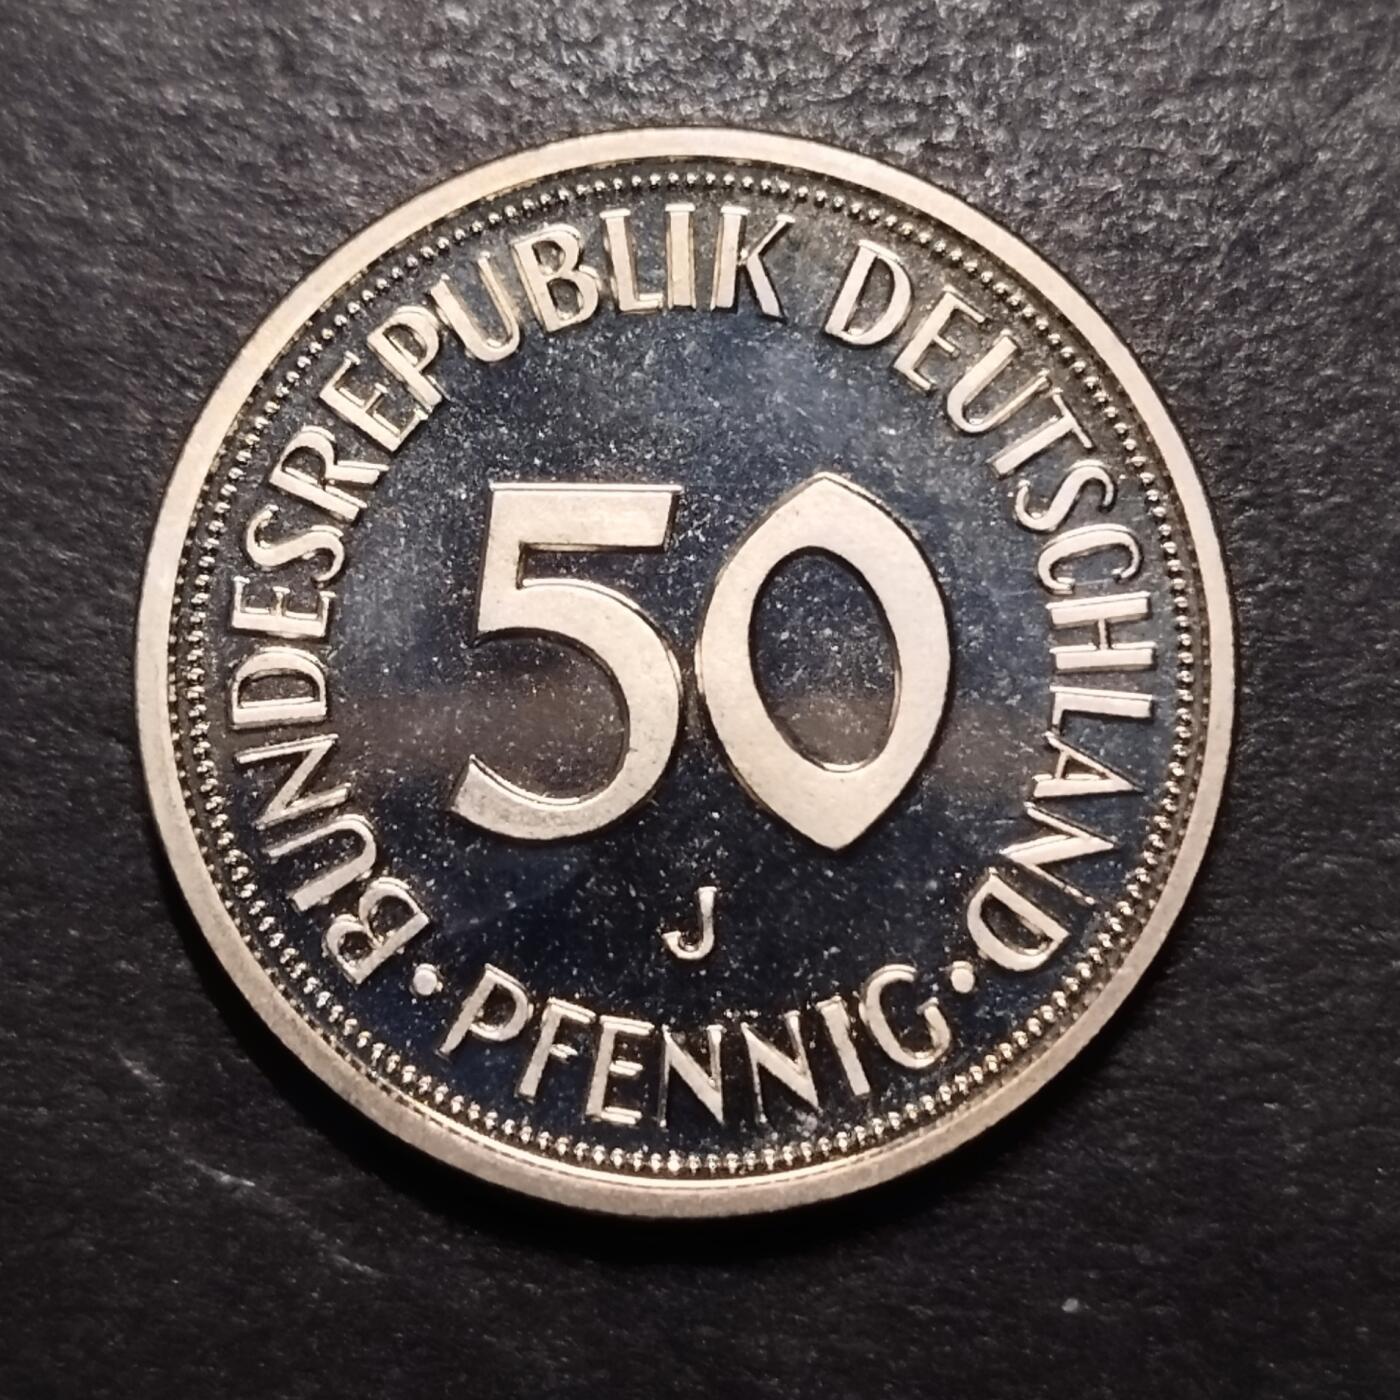 BUNDESREPUBLIK DEUTSCHLAND
50
J
· PFENNIG ·